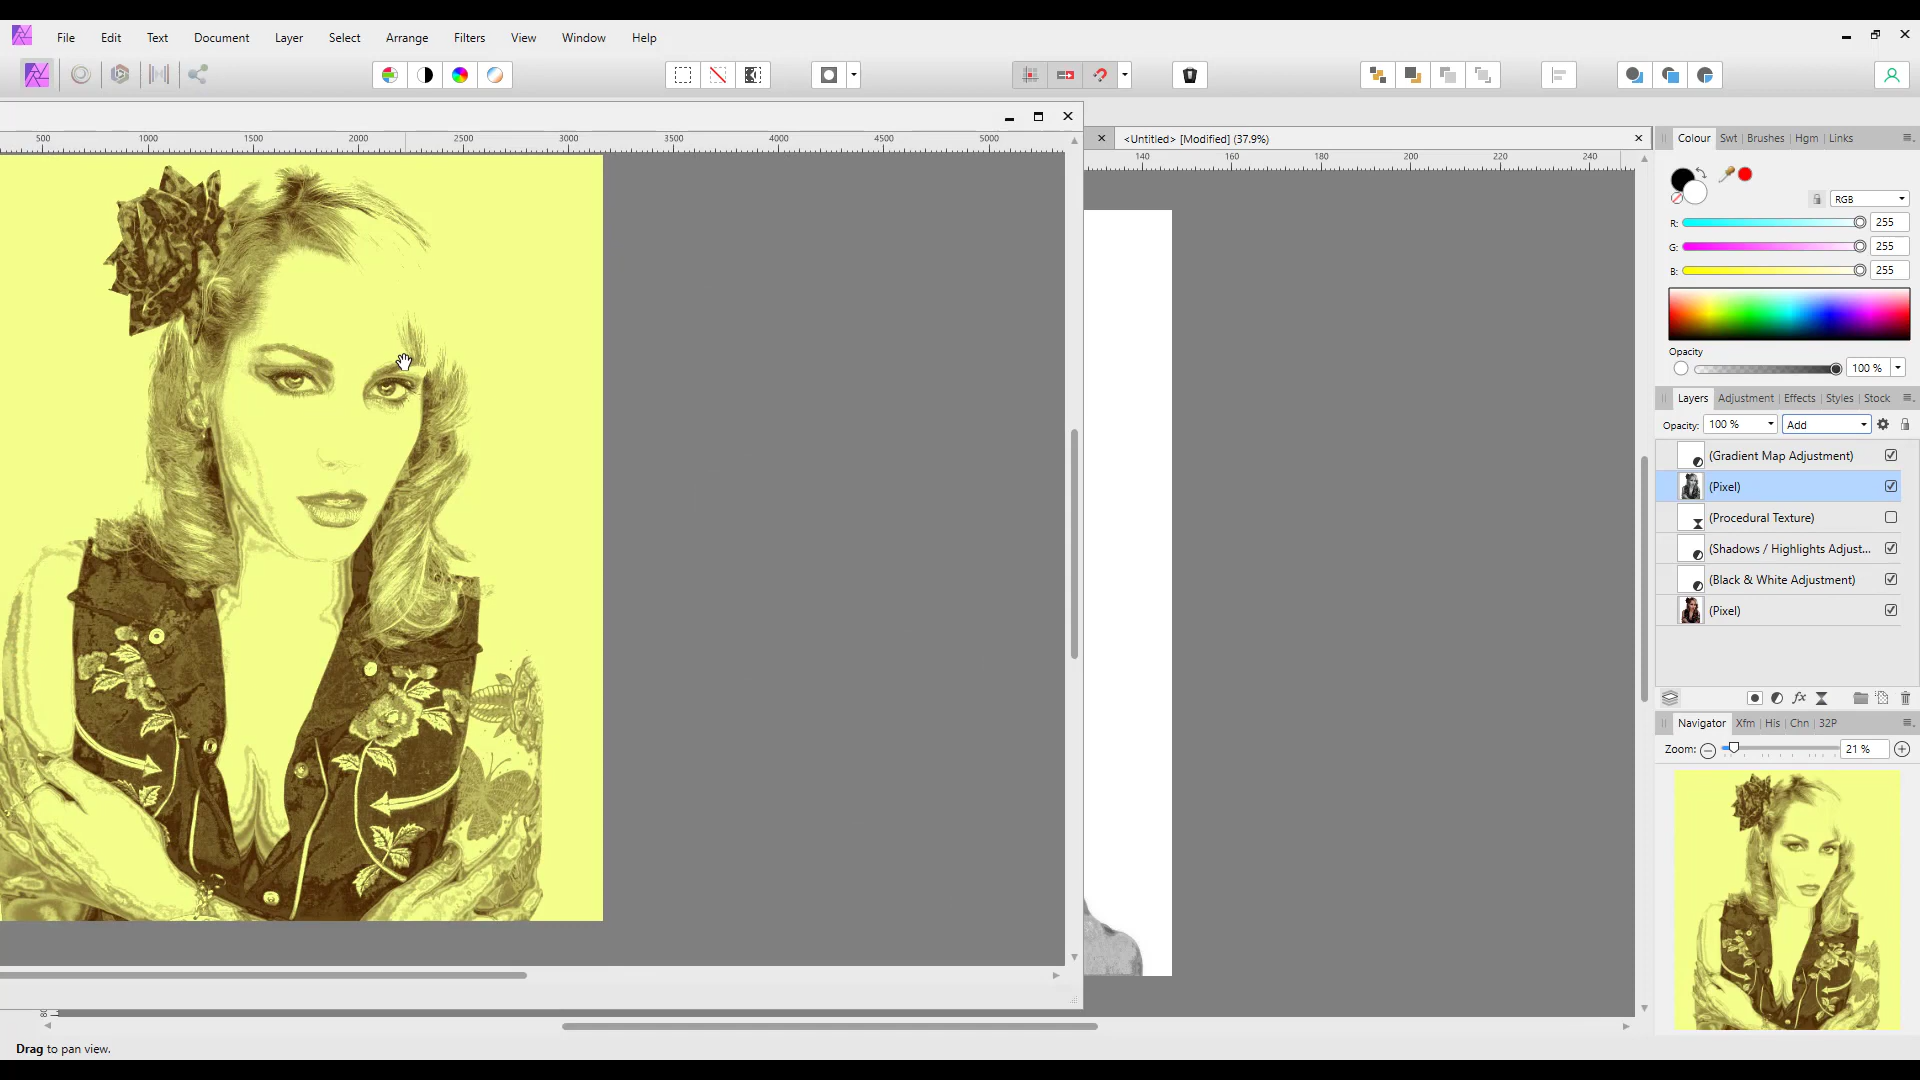 File Edit Text Document Layer Select Arrange Filters View Window Help
<Untitled> [Modified] (37.9%)
500 1000 1500 2000 2500 3000 3500 4000 4500 5000
140 160 180 200 220 240
Colour Swt Brushes Hgm Links
RGB
R: 255
G: 255
B: 255
Opacity
100 %
Layers Adjustment Effects Styles Stock
Opacity: 100 % Add
(Gradient Map Adjustment)
(Pixel)
(Procedural Texture)
(Shadows / Highlights Adjust...
(Black & White Adjustment)
(Pixel)
fx
Navigator Xfm His Chn 32P
Zoom: 21 %
Drag to pan view.